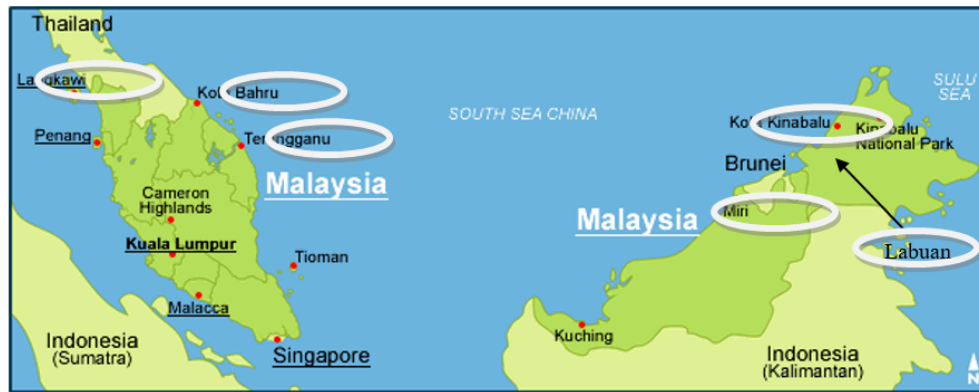 Thailand
Langkawi
Kota Bahru
Penang
Terengganu
Malaysia
Cameron
Highlands
Kuala Lumpur
Tioman
Malacca
Singapore
Indonesia
(Sumatra)
SOUTH SEA CHINA
SULU
SEA
Kota Kinabalu
Kinabalu
National Park
Brunei
Miri
Malaysia
Labuan
Kuching
Indonesia
(Kalimantan)
N